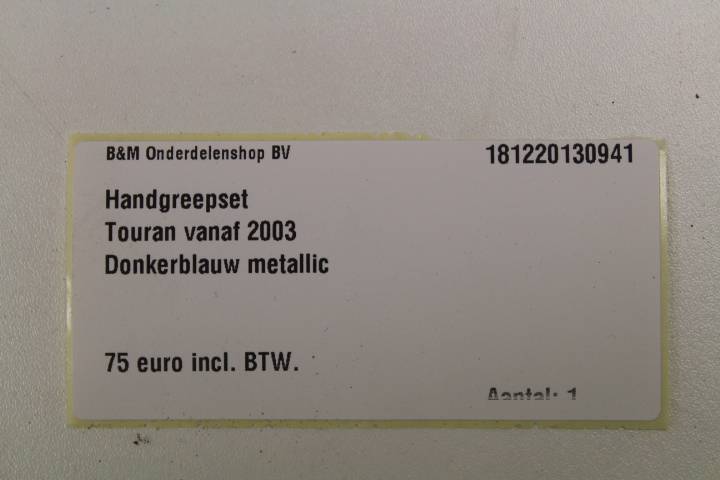 B&M Onderdelenshop BV 181220130941
Handgreepset
Touran vanaf 2003
Donkerblauw metallic
75 euro incl. BTW.
Aantal: 1